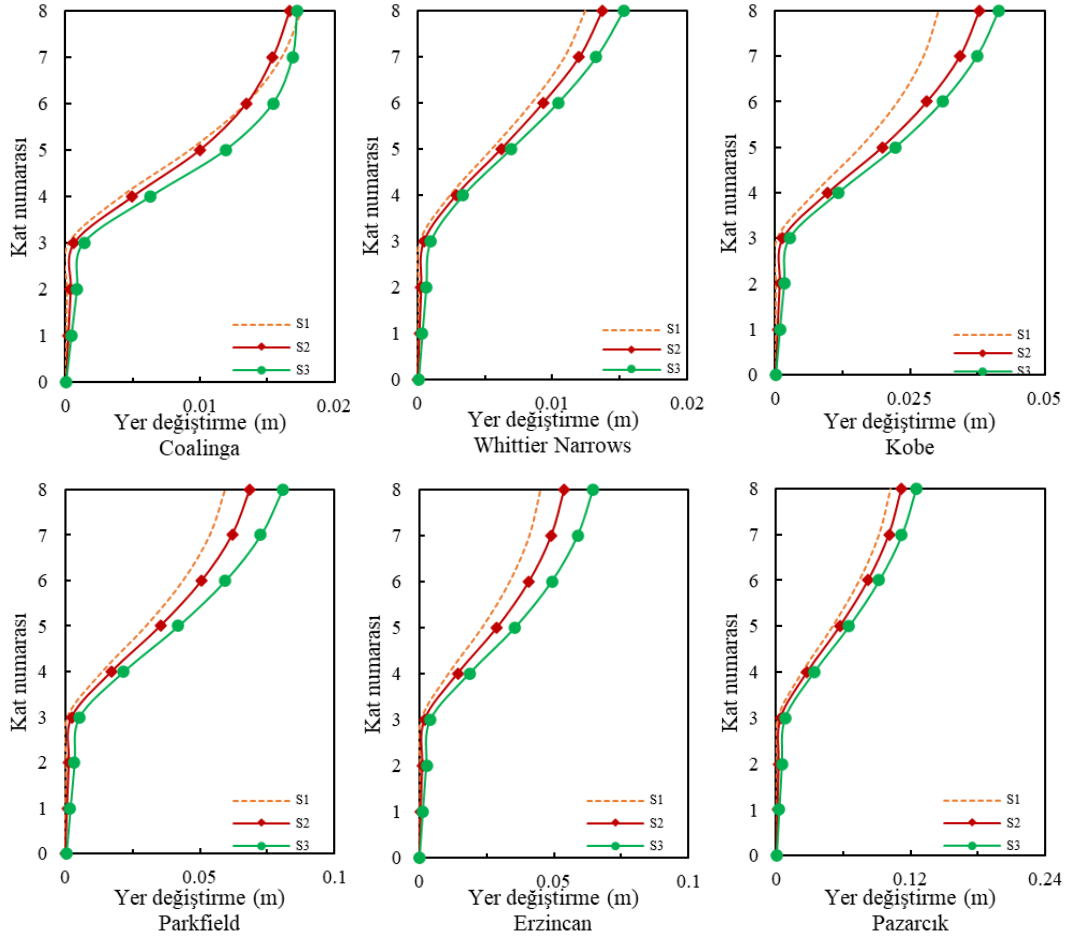 8
7
6
5
4
3
2
1
0
Kat numarası
S1
S2
S3
0 0.01 0.02
Yer değiştirme (m)
Coalinga
8
7
6
5
4
3
2
1
0
Kat numarası
S1
S2
S3
0 0.01 0.02
Yer değiştirme (m)
Whittier Narrows
8
7
6
5
4
3
2
1
0
Kat numarası
S1
S2
S3
0 0.025 0.05
Yer değiştirme (m)
Kobe
8
7
6
5
4
3
2
1
0
Kat numarası
S1
S2
S3
0 0.05 0.1
Yer değiştirme (m)
Parkfield
8
7
6
5
4
3
2
1
0
Kat numarası
S1
S2
S3
0 0.05 0.1
Yer değiştirme (m)
Erzincan
8
7
6
5
4
3
2
1
0
Kat numarası
S1
S2
S3
0 0.12 0.24
Yer değiştirme (m)
Pazarcık